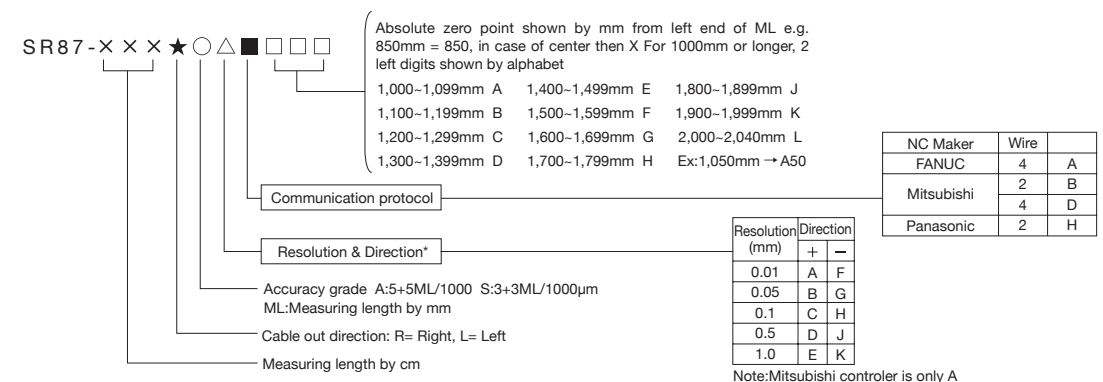 SR87-×××★○△■□□□
Absolute zero point shown by mm from left end of ML e.g.
850mm = 850, in case of center then X For 1000mm or longer, 2
left digits shown by alphabet
1,000~1,099mm A 1,400~1,499mm E 1,800~1,899mm J
1,100~1,199mm B 1,500~1,599mm F 1,900~1,999mm K
1,200~1,299mm C 1,600~1,699mm G 2,000~2,040mm L
1,300~1,399mm D 1,700~1,799mm H Ex:1,050mm → A50
NC Maker Wire
FANUC 4 A
Mitsubishi 2 B
4 D
Panasonic 2 H
Communication protocol
Resolution & Direction*
Resolution (mm) Direction
+ −
0.01 A F
0.05 B G
0.1 C H
0.5 D J
1.0 E K
Note:Mitsubishi controler is only A
Accuracy grade A:5+5ML/1000 S:3+3ML/1000μm
ML:Measuring length by mm
Cable out direction: R= Right, L= Left
Measuring length by cm